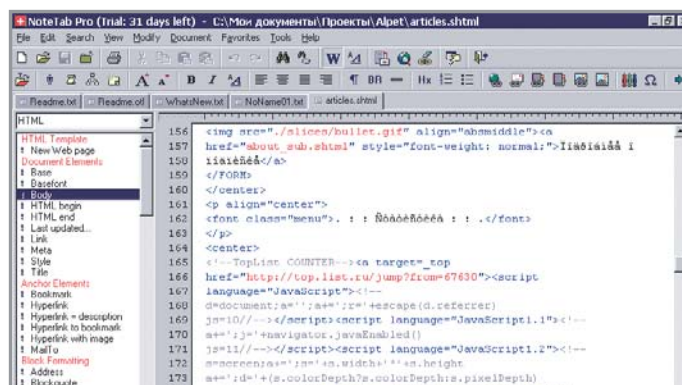 NoteTab Pro (Trial: 31 days left) - C:\Мои документы\Проекты\Alpet\articles.shtml
File Edit Search View Modify Document Favorites Tools Help
Readme.txt Readme.otl WhatsNew.txt NoName01.txt articles.shtml
HTML
HTML Template
New Web page
Document Elements
Base
Basefont
Body
HTML begin
HTML end
Last updated...
Link
Meta
Style
Title
Anchor Elements
Bookmark
Hyperlink
Hyperlink + description
Hyperlink to bookmark
Hyperlink with image
MailTo
Block Formatting
Address
Blockquote
156 <img src="./slices/bullet.gif" align="absmiddle"><a
157 href="about_sub.shtml" style="font-weight: normal;">
158 </a>
159 </FORM>
160 </center>
161 <p align="center">
162 <font class="menu">. : : Ñòàòèñòèêà : : .</font>
163 </p>
164 <center>
165 <!--TopList COUNTER--><a target=_top
166 href="http://top.list.ru/jump?from=67630"><script
167 language="JavaScript"><!--
168 d=document;a='';a+=';r='+escape(d.referrer)
169 js=10//--></script><script language="JavaScript1.1"><!--
170 a+=';j='+navigator.javaEnabled()
171 js=11//--></script><script language="JavaScript1.2"><!--
172 s=screen;a+=';s='+s.width+'*'+s.height
173 a+=';d='+(s.colorDepth?s.colorDepth:s.pixelDepth)